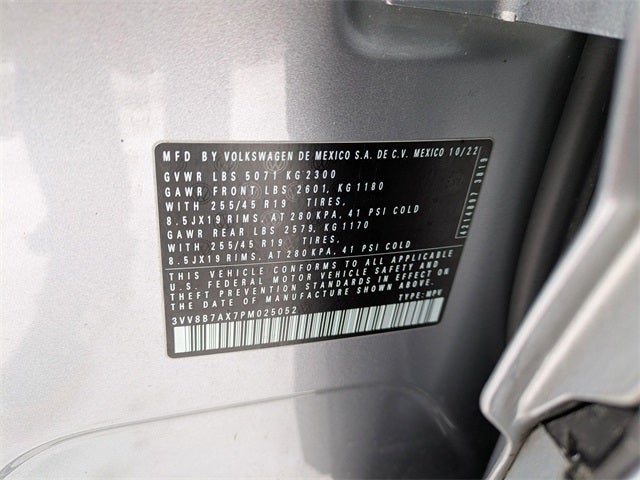 MFD BY VOLKSWAGEN DE MEXICO S.A. DE C.V. MEXICO 10/22
GVWR LBS 5071 KG 2300
GAWR FRONT LBS 2601, KG 1180
WITH 255/45 R19 TIRES,
8.5JX19 RIMS, AT 280 KPA, 41 PSI COLD
GAWR REAR LBS 2579, KG 1170
WITH 255/45 R19 TIRES,
8.5JX19 RIMS, AT 280 KPA, 41 PSI COLD
THIS VEHICLE CONFORMS TO ALL APPLICABLE
U.S. FEDERAL MOTOR VEHICLE SAFETY AND
THEFT PREVENTION STANDARDS IN EFFECT ON
THE DATE OF MANUFACTURE SHOWN ABOVE.
3VV8B7AX7PM025052 TYPE: MPV